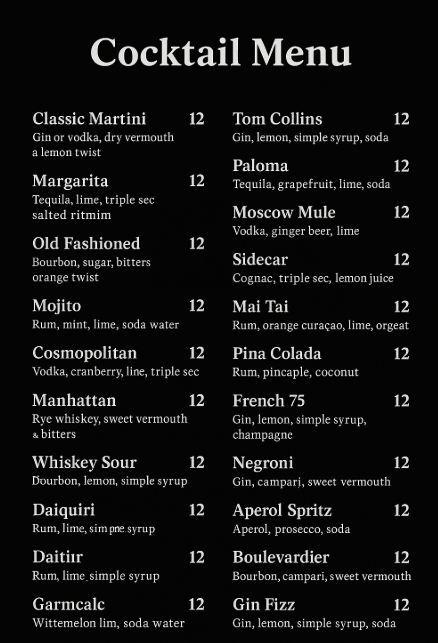 Cocktail Menu
Classic Martini 12
Gin or vodka, dry vermouth
a lemon twist
Margarita 12
Tequila, lime, triple sec
salted ritmim
Old Fashioned 12
Bourbon, sugar, bitters
orange twist
Mojito 12
Rum, mint, lime, soda water
Cosmopolitan 12
Vodka, cranberry, line, triple sec
Manhattan 12
Rye whiskey, sweet vermouth
& bitters
Whiskey Sour 12
Dourbon, lemon, simple syrup
Daiquiri 12
Rum, lime, simpne syrup
Daitiır 12
Rum, lime, simple syrup
Garmcalc 12
Wittemelon lim, soda water
Tom Collins 12
Gin, lemon, simple syrup, soda
Paloma 12
Tequila, grapefruit, lime, soda
Moscow Mule 12
Vodka, ginger beer, lime
Sidecar 12
Cognac, triple sec, lemon juice
Mai Tai 12
Rum, orange curaçao, lime, orgeat
Pina Colada 12
Rum, pincaple, coconut
French 75 12
Gin, lemon, simple syrup,
champagne
Negroni 12
Gin, camparj, sweet vermouth
Aperol Spritz 12
Aperol, prosecco, soda
Boulevardier 12
Bourbon, campari, sweet vermouth
Gin Fizz 12
Gin, lemon, simple syrup, soda